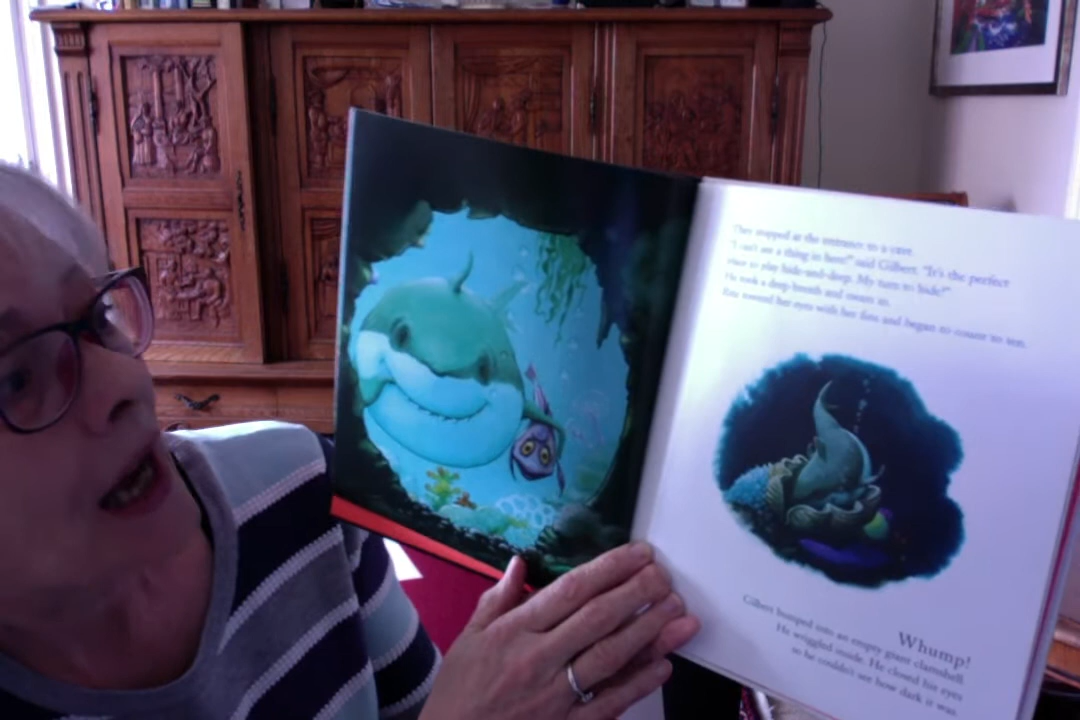 They stopped at the entrance to a cave.
"I can't see a thing in here!" said Gilbert. "It's the perfect
place to play hide-and-deep. My turn to hide!"
He took a deep breath and swam in.
Kita covered her eyes with her fins and began to count to ten.
Whump!
Gilbert bumped into an empty giant clamshell.
He wriggled inside. He closed his eyes
so he couldn't see how dark it was.